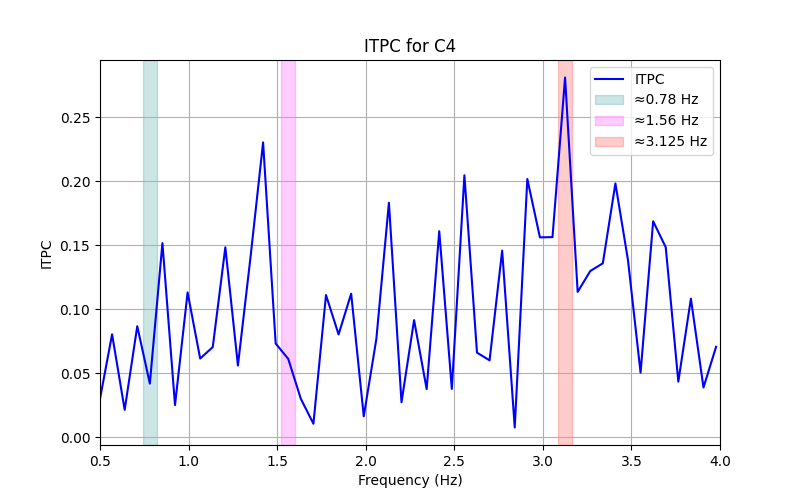 ITPC for C4
ITPC
≈0.78 Hz
≈1.56 Hz
≈3.125 Hz
0.25
0.20
0.15
0.10
0.05
0.00
ITPC
0.5 1.0 1.5 2.0 2.5 3.0 3.5 4.0
Frequency (Hz)